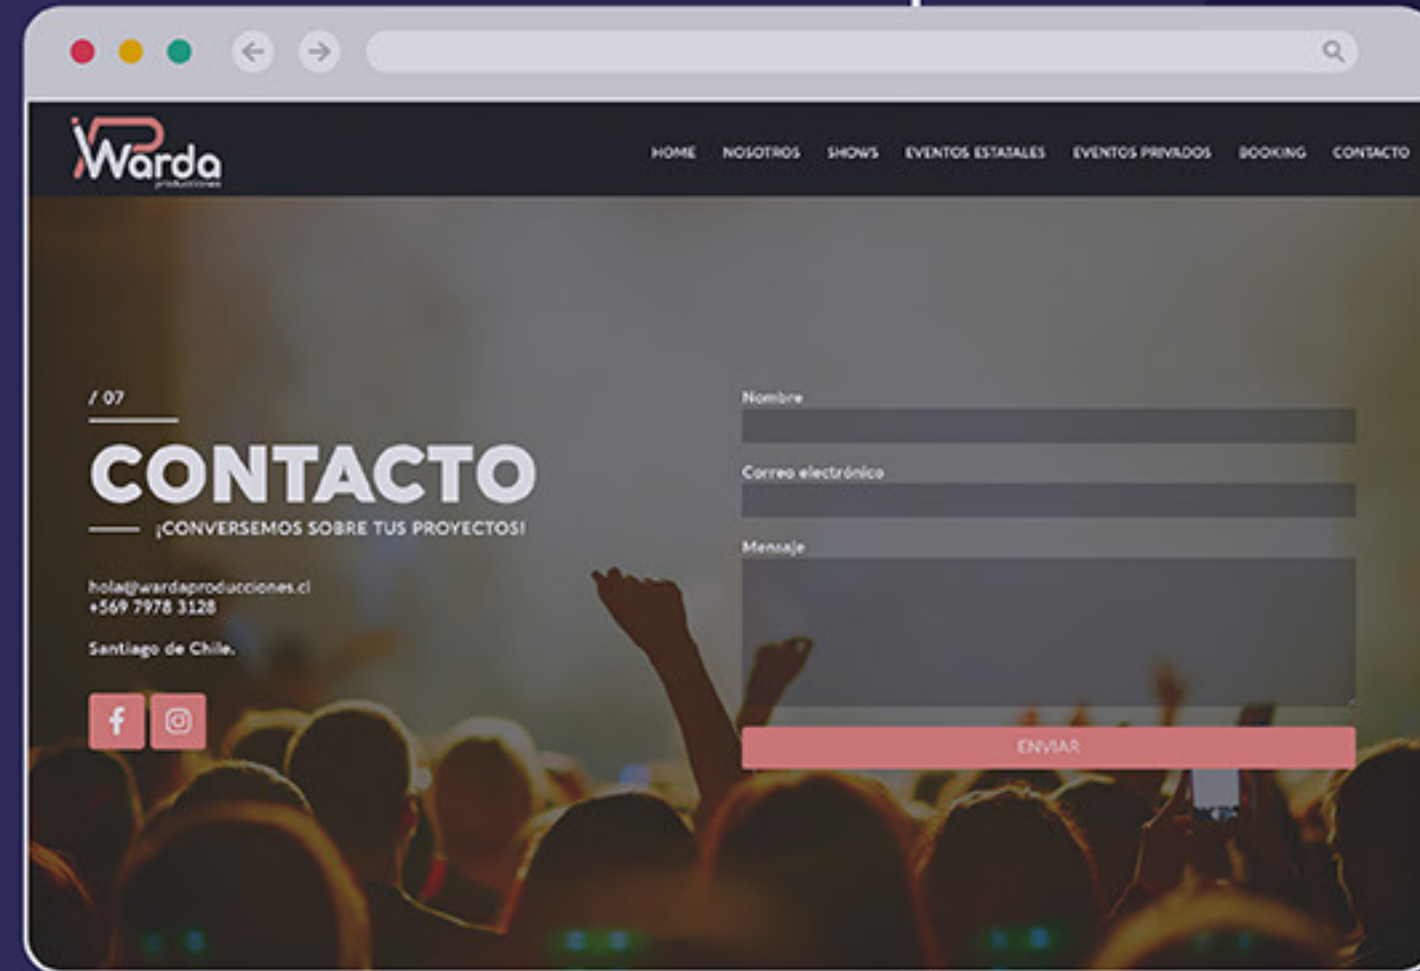 Warda
producciones
HOME NOSOTROS SHOWS EVENTOS ESTATALES EVENTOS PRIVADOS BOOKING CONTACTO
/ 07
CONTACTO
¡CONVERSEMOS SOBRE TUS PROYECTOS!
hola@wardaproducciones.cl
+569 7978 3128
Santiago de Chile.
Nombre
Correo electrónico
Mensaje
ENVIAR